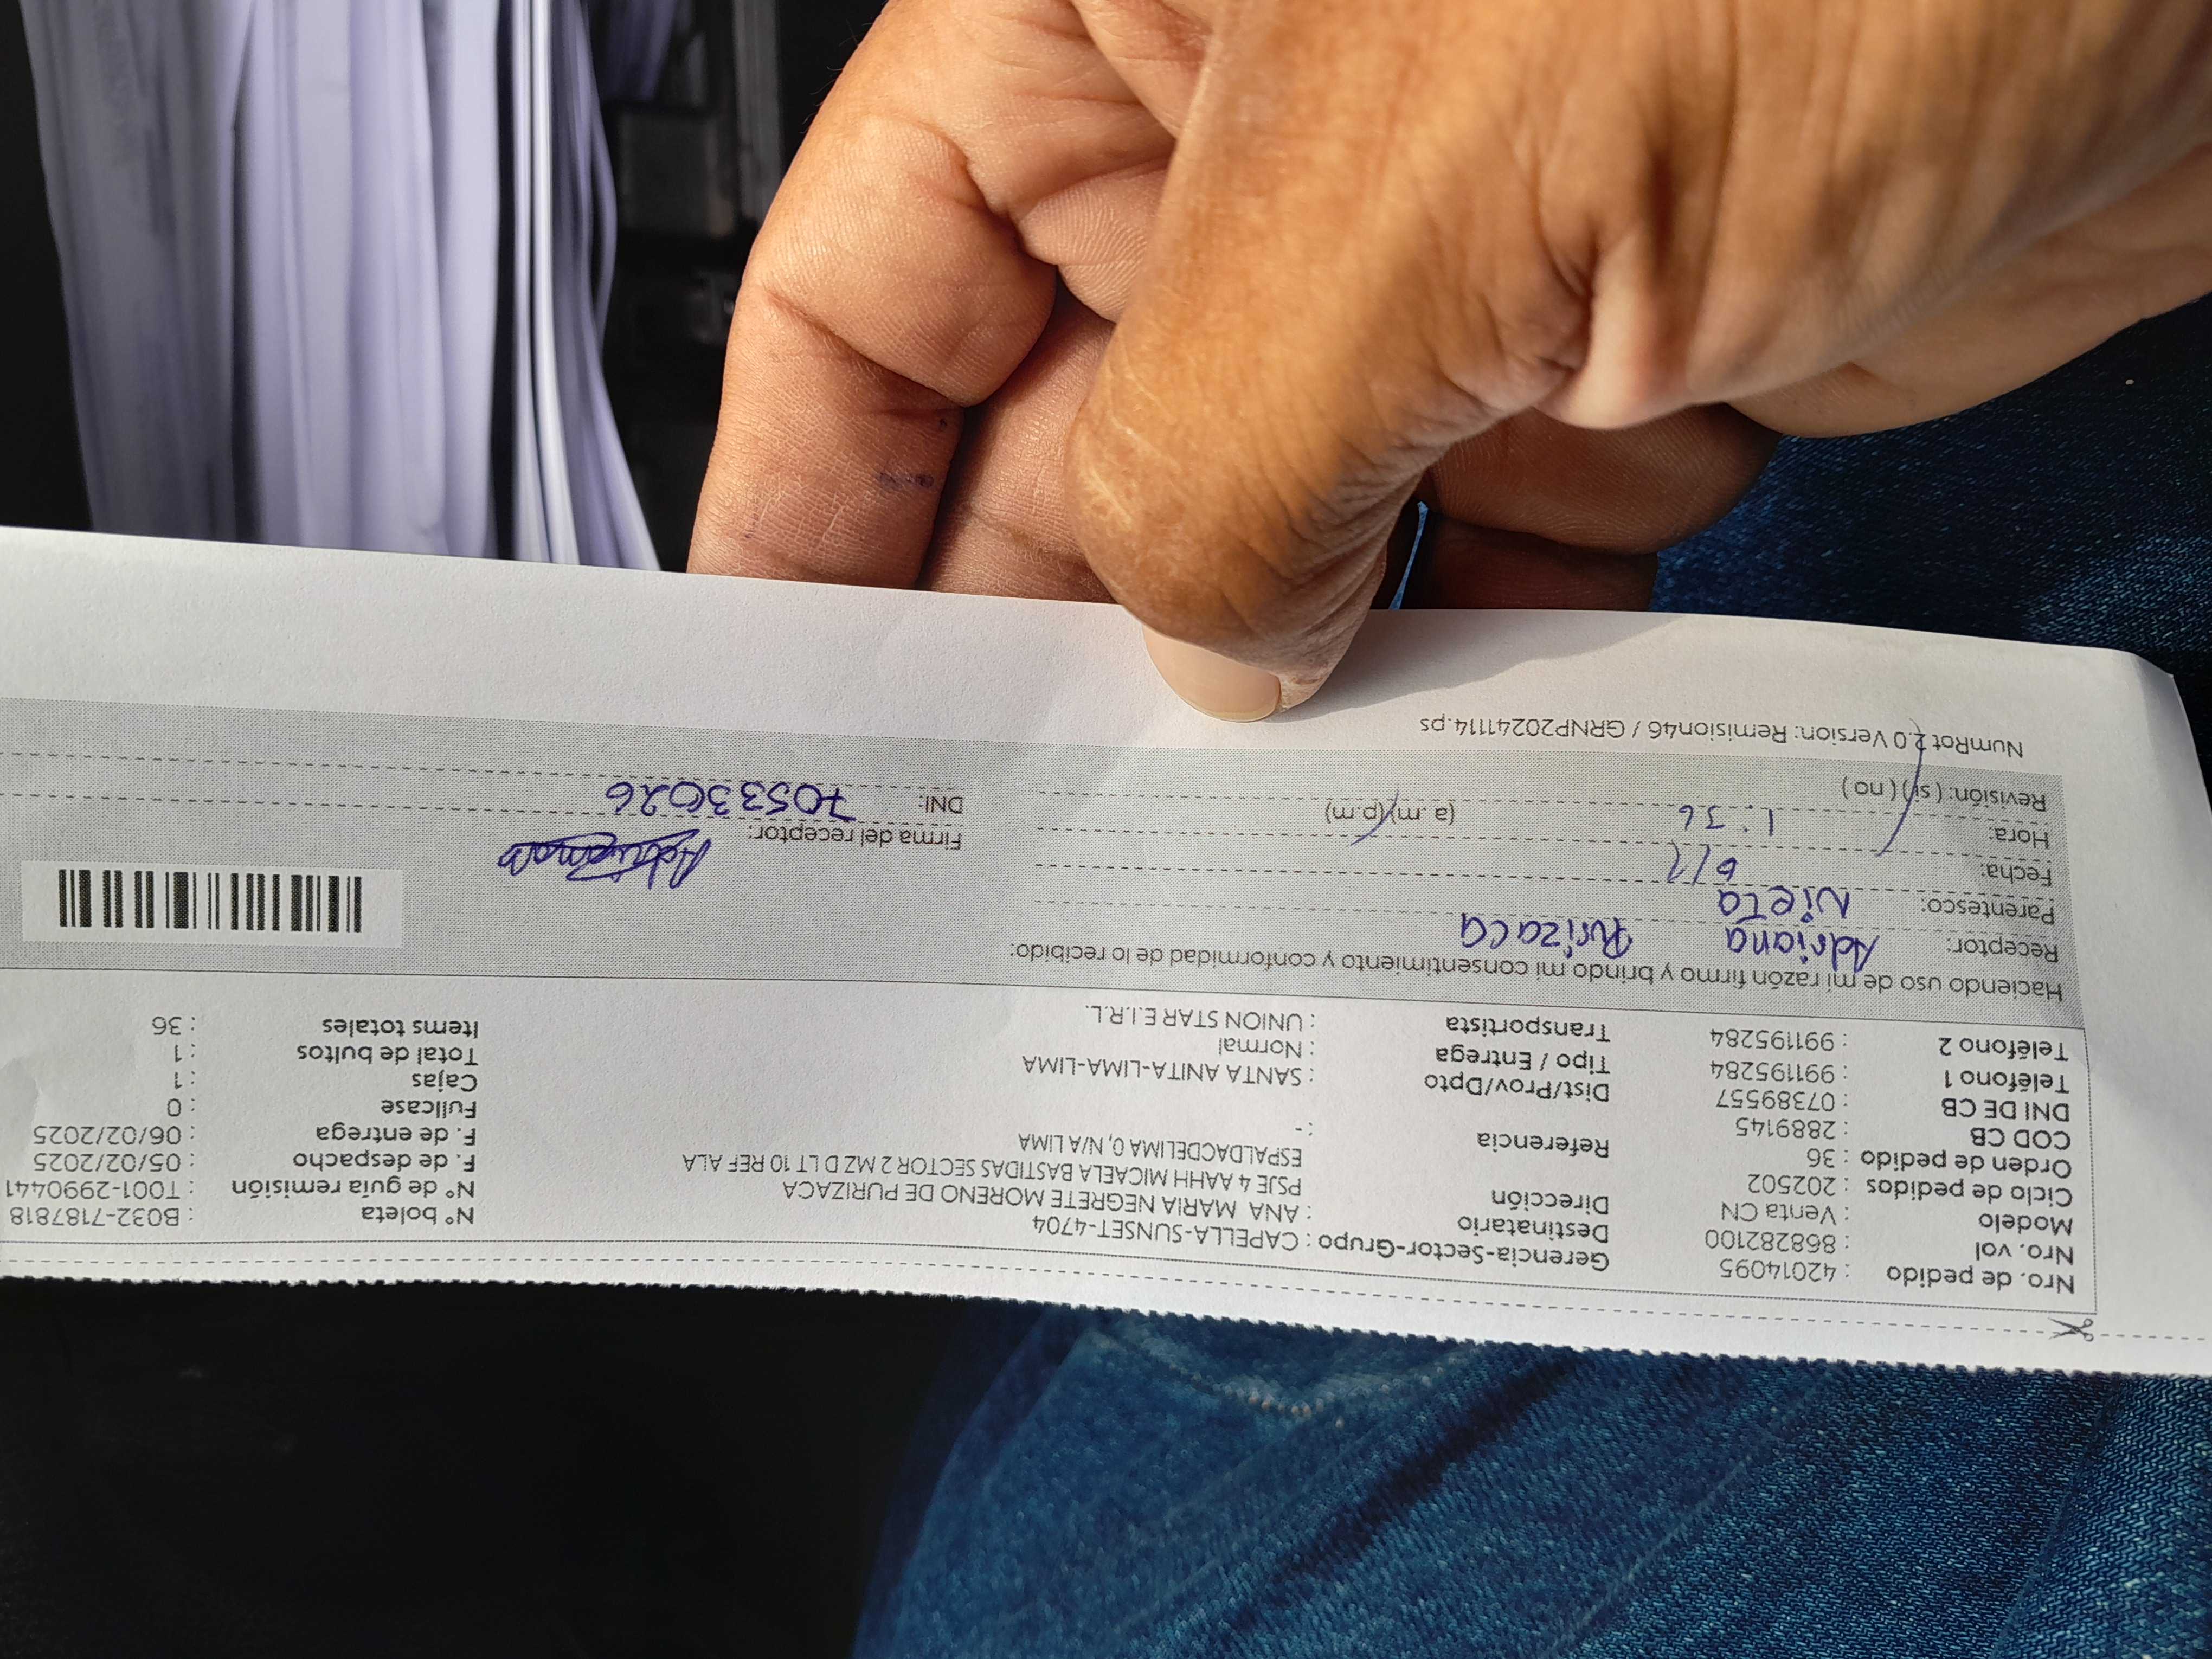 Nro. de pedido : 42014095
Nro. vol : 868282100
Modelo : Venta CN
Ciclo de pedidos : 202502
Orden de pedido : 36
COD CB : 2889145
DNI DE CB : 07389557
Teléfono 1 : 991195284
Teléfono 2 : 991195284
Gerencia-Sector-Grupo : CAPELLA-SUNSET-4704
Destinatario : ANA MARIA NEGRETE MORENO DE PURIZACA
Dirección PSJE 4 AAHH MICAELA BASTIDAS SECTOR 2 MZ D LT 10 REF ALA
ESPALDACDELIMA 0, N/A LIMA
Referencia : -
Dist/Prov/Dpto : SANTA ANITA-LIMA-LIMA
Tipo / Entrega : Normal
Transportista : UNION STAR E.I.R.L.
N° boleta : B032-7187818
N° de guía remisión : T001-2990441
F. de despacho : 05/02/2025
F. de entrega : 06/02/2025
Fullcase : 0
Cajas : 1
Total de bultos : 1
Items totales : 36
Haciendo uso de mi razón firmo y brindo mi consentimiento y conformidad de lo recibido:
Receptor: Adriana Purizaca
Parentesco: Nieta
Fecha: 6/2
Hora: 1:36 (a.m)(p.m)
Revisión: (si) (no)
Firma del receptor:
DNI: 70533026
NumRot 2.0 Version: Remision46 / GRNP20241114.ps